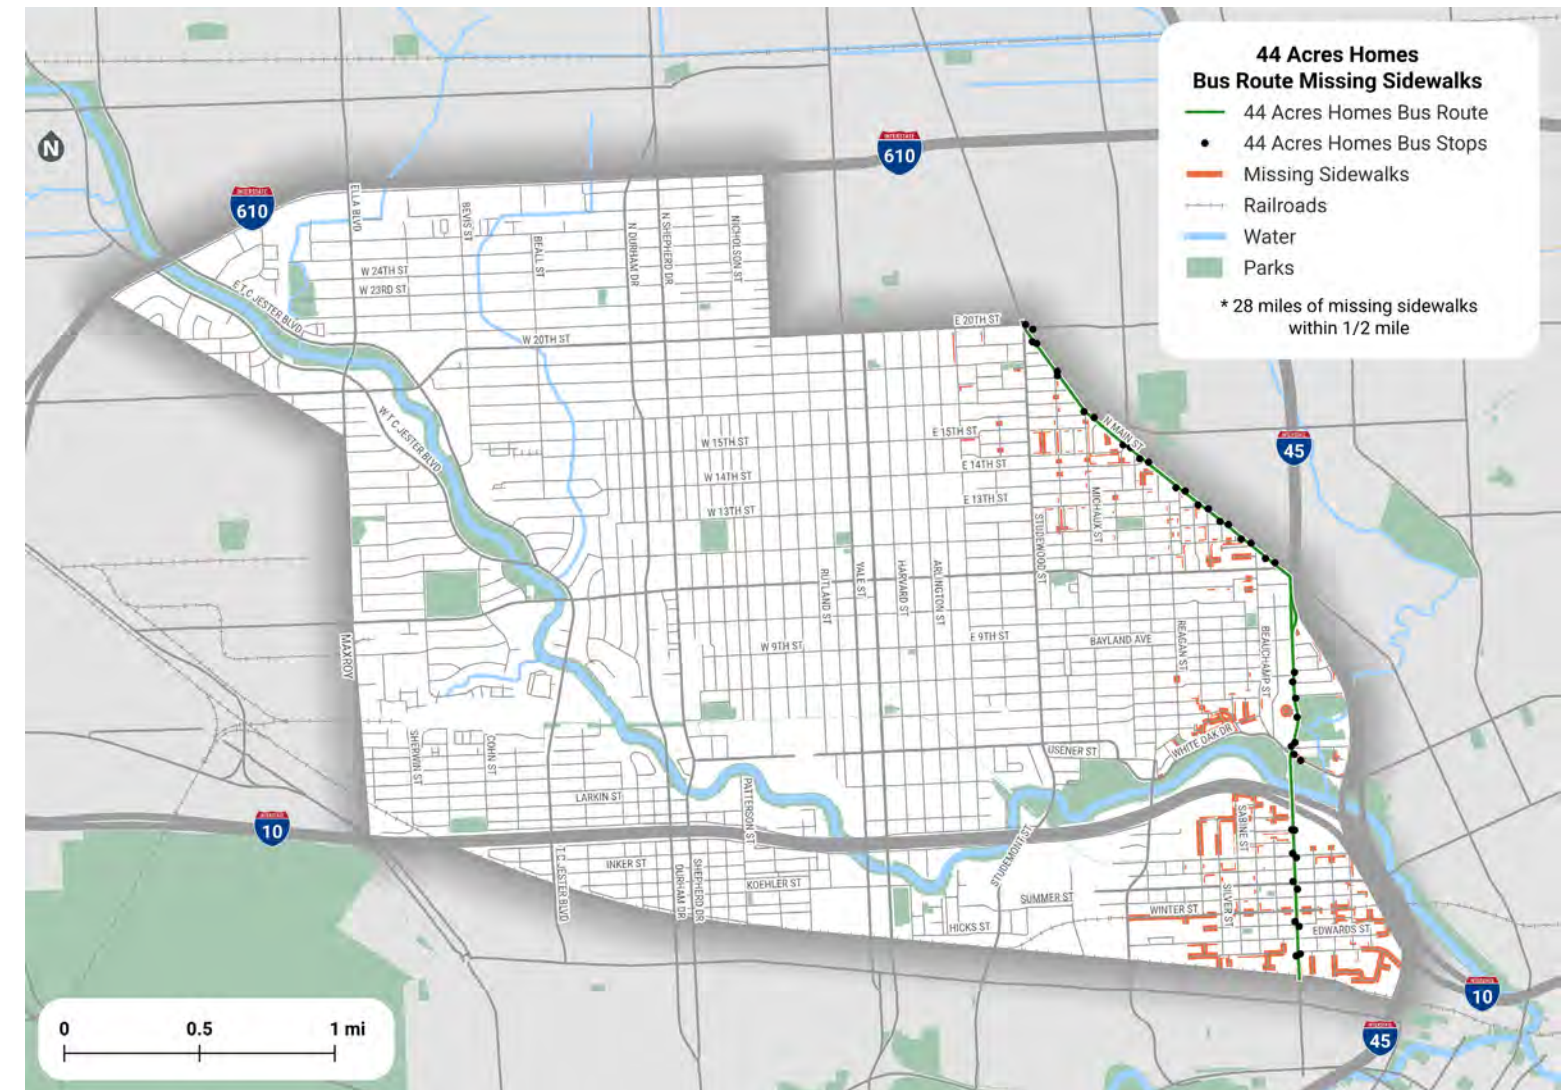 44 Acres Homes
Bus Route Missing Sidewalks
44 Acres Homes Bus Route
44 Acres Homes Bus Stops
Missing Sidewalks
Railroads
Water
Parks
* 28 miles of missing sidewalks
within 1/2 mile
N
INTERSTATE
610
INTERSTATE
610
ELLA BLVD
BEVIS ST
BEALL ST
N DURHAM DR
N SHEPHERD DR
NICHOLSON ST
W 24TH ST
W 23RD ST
E T.C JESTER BLVD
W 20TH ST
E 20TH ST
W T C JESTER BLVD
W 15TH ST
E 15TH ST
N MAIN ST
INTERSTATE
45
W 14TH ST
E 14TH ST
W 13TH ST
E 13TH ST
MICHAUX ST
STUDEWOOD ST
RUTLAND ST
YALE ST
HARVARD ST
ARLINGTON ST
MAXROY
W 9TH ST
E 9TH ST
BAYLAND AVE
REAGAN ST
BEAUCHAMP ST
SHERWIN ST
COHN ST
USENER ST
WHITE OAK DR
LARKIN ST
PATTERSON ST
SABINE ST
INTERSTATE
10
T.C JESTER BLVD
INKER ST
DURHAM DR
SHEPHERD DR
KOEHLER ST
STUDEMONT ST
SUMMER ST
WINTER ST
SILVER ST
HICKS ST
EDWARDS ST
INTERSTATE
10
INTERSTATE
45
0 0.5 1 mi